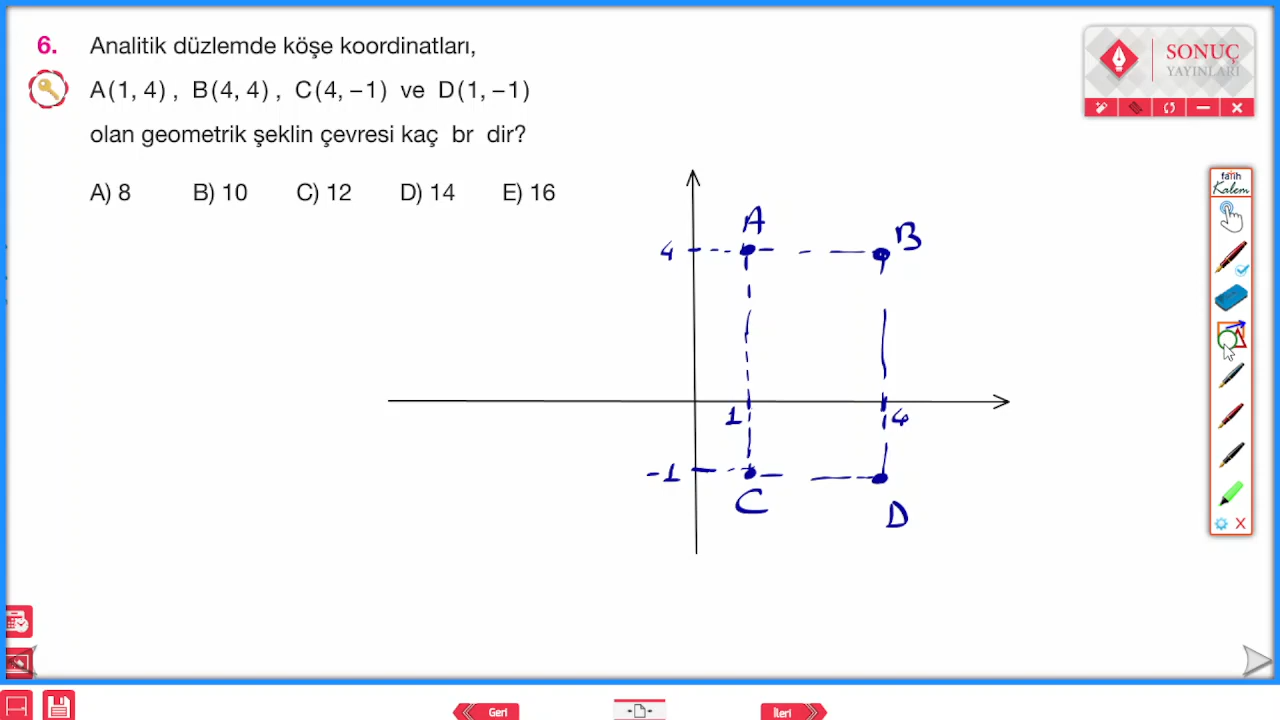 6. Analitik düzlemde köşe koordinatları,
A(1, 4) , B(4, 4) , C(4, −1) ve D(1, −1)
olan geometrik şeklin çevresi kaç br dir?
A) 8 B) 10 C) 12 D) 14 E) 16
SONUÇ
YAYINLARI
fatih
Kalem
A
B
4
1
4
-1
C
D
Geri
İleri